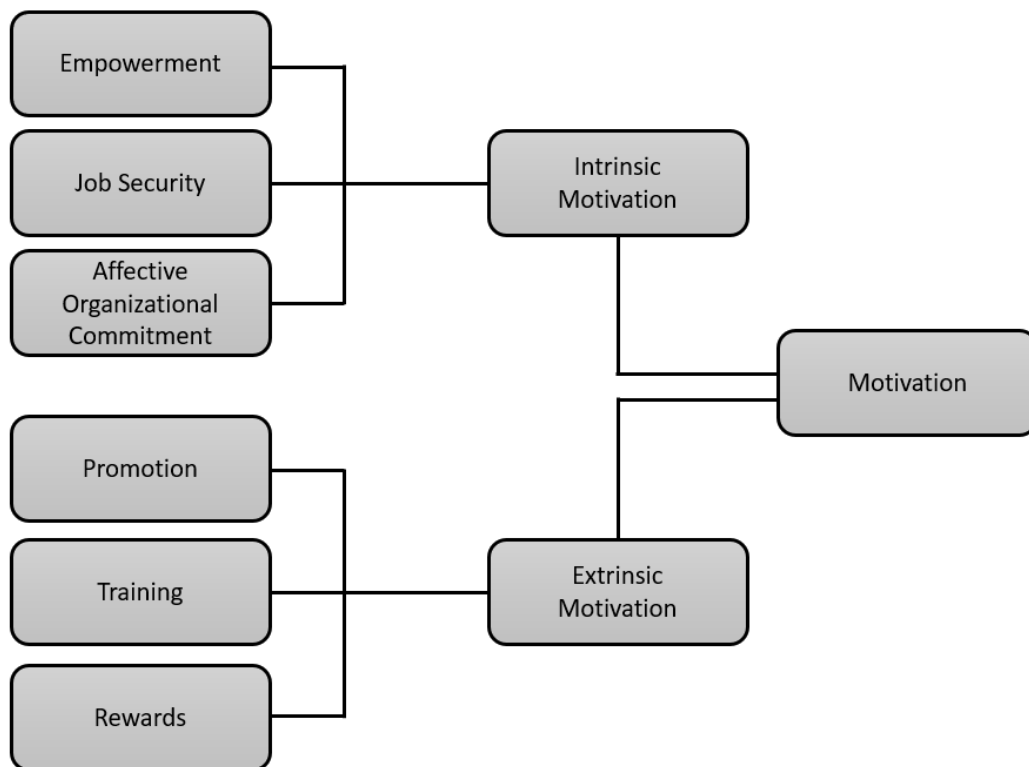 Empowerment
Job Security
Affective
Organizational
Commitment
Intrinsic
Motivation
Motivation
Promotion
Training
Rewards
Extrinsic
Motivation